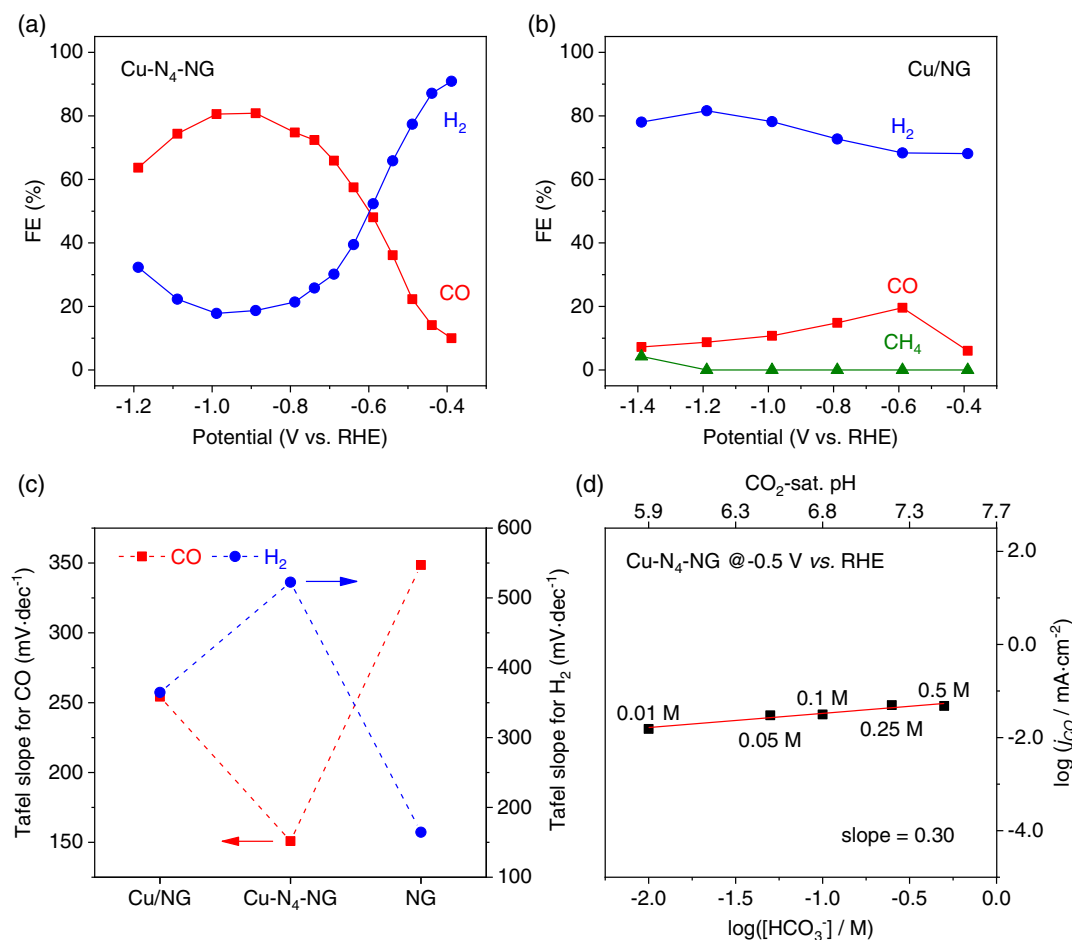 (a)
Cu-N₄-NG
H₂
CO
100
80
60
40
20
0
FE (%)
-1.2 -1.0 -0.8 -0.6 -0.4
Potential (V vs. RHE)
(b)
Cu/NG
H₂
CO
CH₄
100
80
60
40
20
0
FE (%)
-1.4 -1.2 -1.0 -0.8 -0.6 -0.4
Potential (V vs. RHE)
(c)
CO H₂
350
300
250
200
150
Tafel slope for CO (mV·dec⁻¹)
600
500
400
300
200
100
Tafel slope for H₂ (mV·dec⁻¹)
Cu/NG Cu-N₄-NG NG
(d)
CO₂-sat. pH
5.9 6.3 6.8 7.3 7.7
Cu-N₄-NG @-0.5 V vs. RHE
0.01 M
0.05 M
0.1 M
0.25 M
0.5 M
slope = 0.30
2.0
0.0
-2.0
-4.0
log (j_CO / mA·cm⁻²)
-2.0 -1.5 -1.0 -0.5 0.0
log([HCO₃⁻] / M)